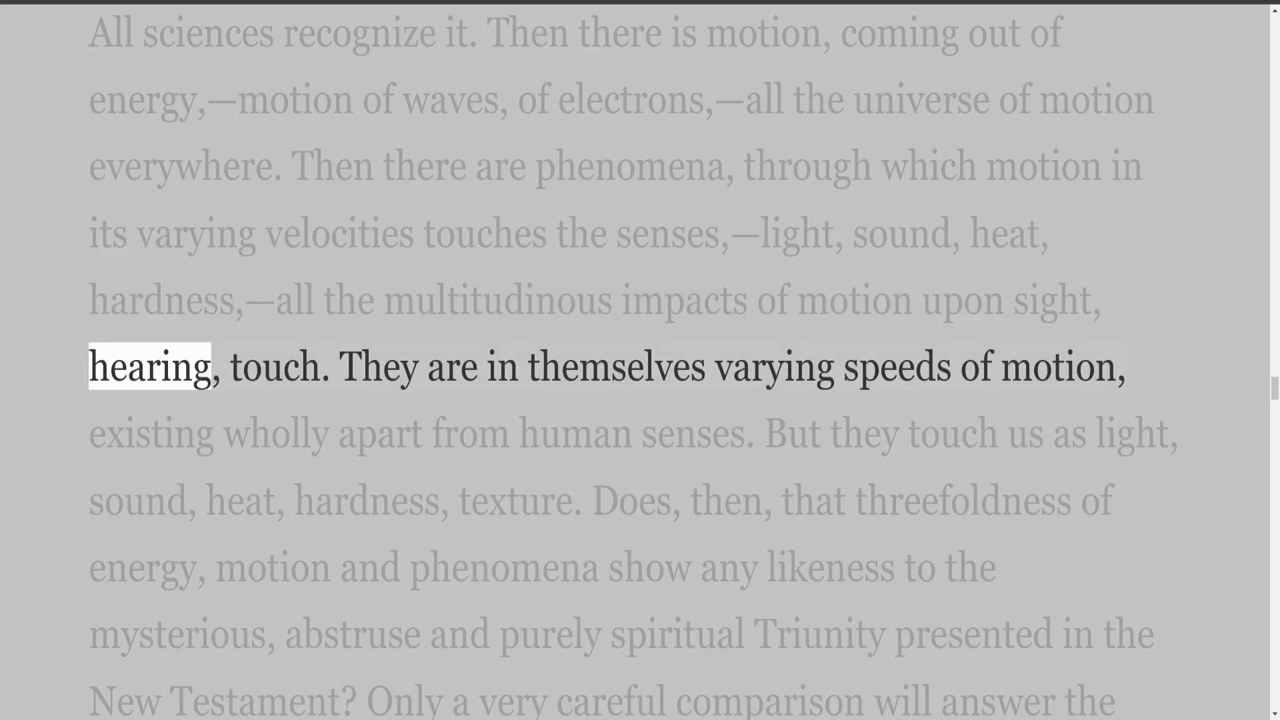 All sciences recognize it. Then there is motion, coming out of
energy,—motion of waves, of electrons,—all the universe of motion
everywhere. Then there are phenomena, through which motion in
its varying velocities touches the senses,—light, sound, heat,
hardness,—all the multitudinous impacts of motion upon sight,
hearing, touch. They are in themselves varying speeds of motion,
existing wholly apart from human senses. But they touch us as light,
sound, heat, hardness, texture. Does, then, that threefoldness of
energy, motion and phenomena show any likeness to the
mysterious, abstruse and purely spiritual Triunity presented in the
New Testament? Only a very careful comparison will answer the